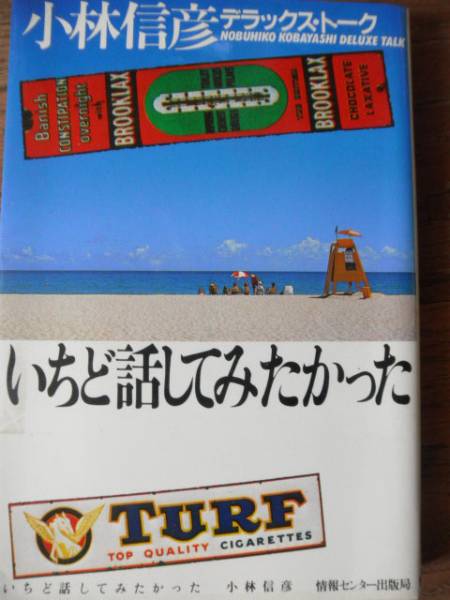 小林信彦デラックス・トーク
NOBUHIKO KOBAYASHI DELUXE TALK
Banish
CONSTIPATION
overnight
with
BROOKLAX
BROOKLAX
CHOCOLATE
LAXATIVE
いちど話してみたかった
TURF
TOP QUALITY CIGARETTES
いちど話してみたかった 小林信彦 情報センター出版局